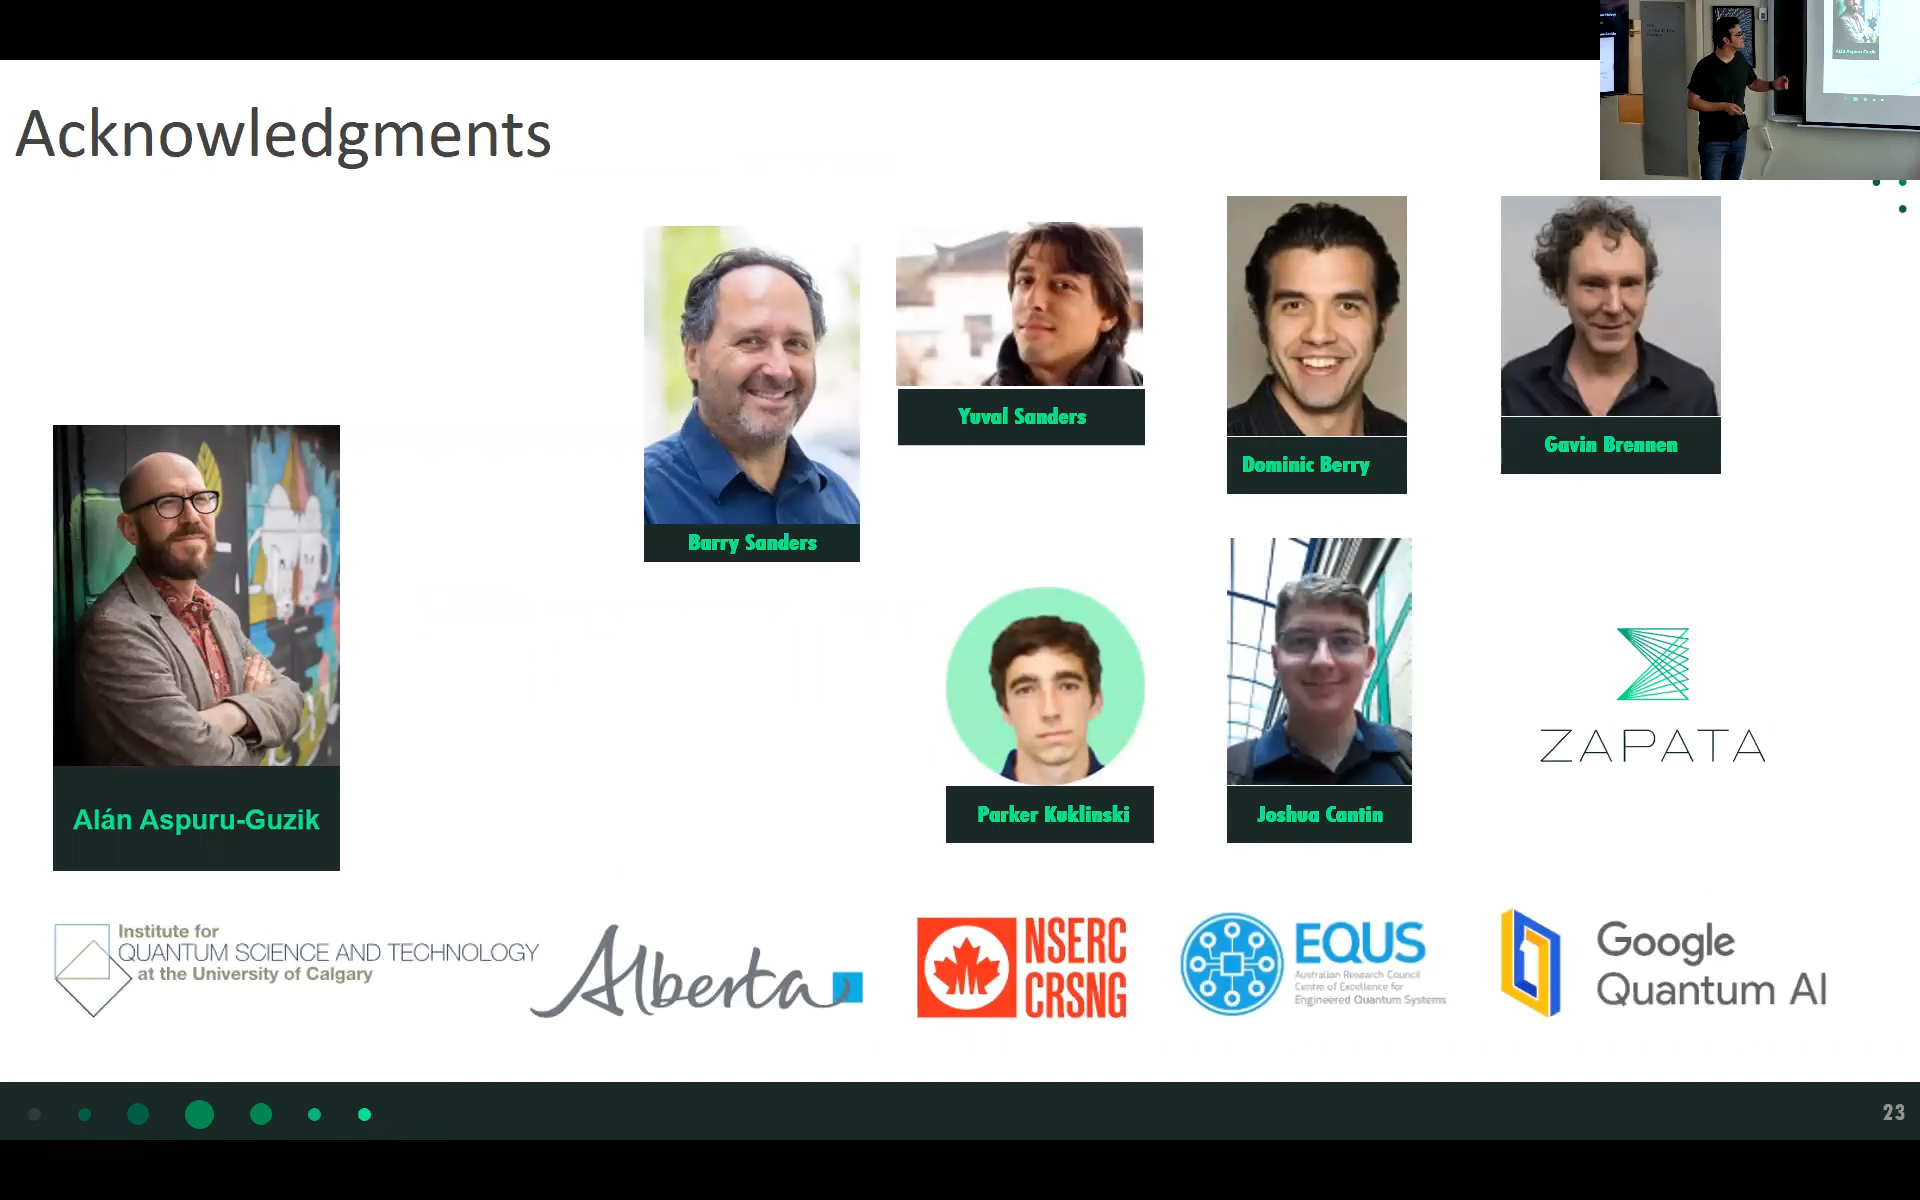 Acknowledgments
Yuval Sanders
Dominic Berry
Gavin Brennen
Barry Sanders
Alán Aspuru-Guzik
Parker Kuklinski
Joshua Cantin
ZAPATA
Institute for
QUANTUM SCIENCE AND TECHNOLOGY
at the University of Calgary
Alberta
NSERC
CRSNG
EQUS
Australian Research Council
Centre of Excellence for
Engineered Quantum Systems
Google
Quantum AI
23